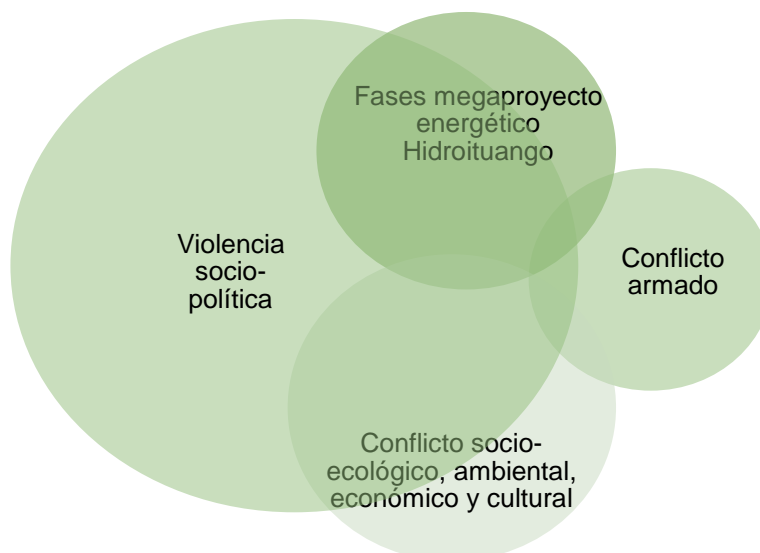 Fases megaproyecto
energético
Hidroituango
Violencia
socio-
política
Conflicto
armado
Conflicto socio-
ecológico, ambiental,
económico y cultural